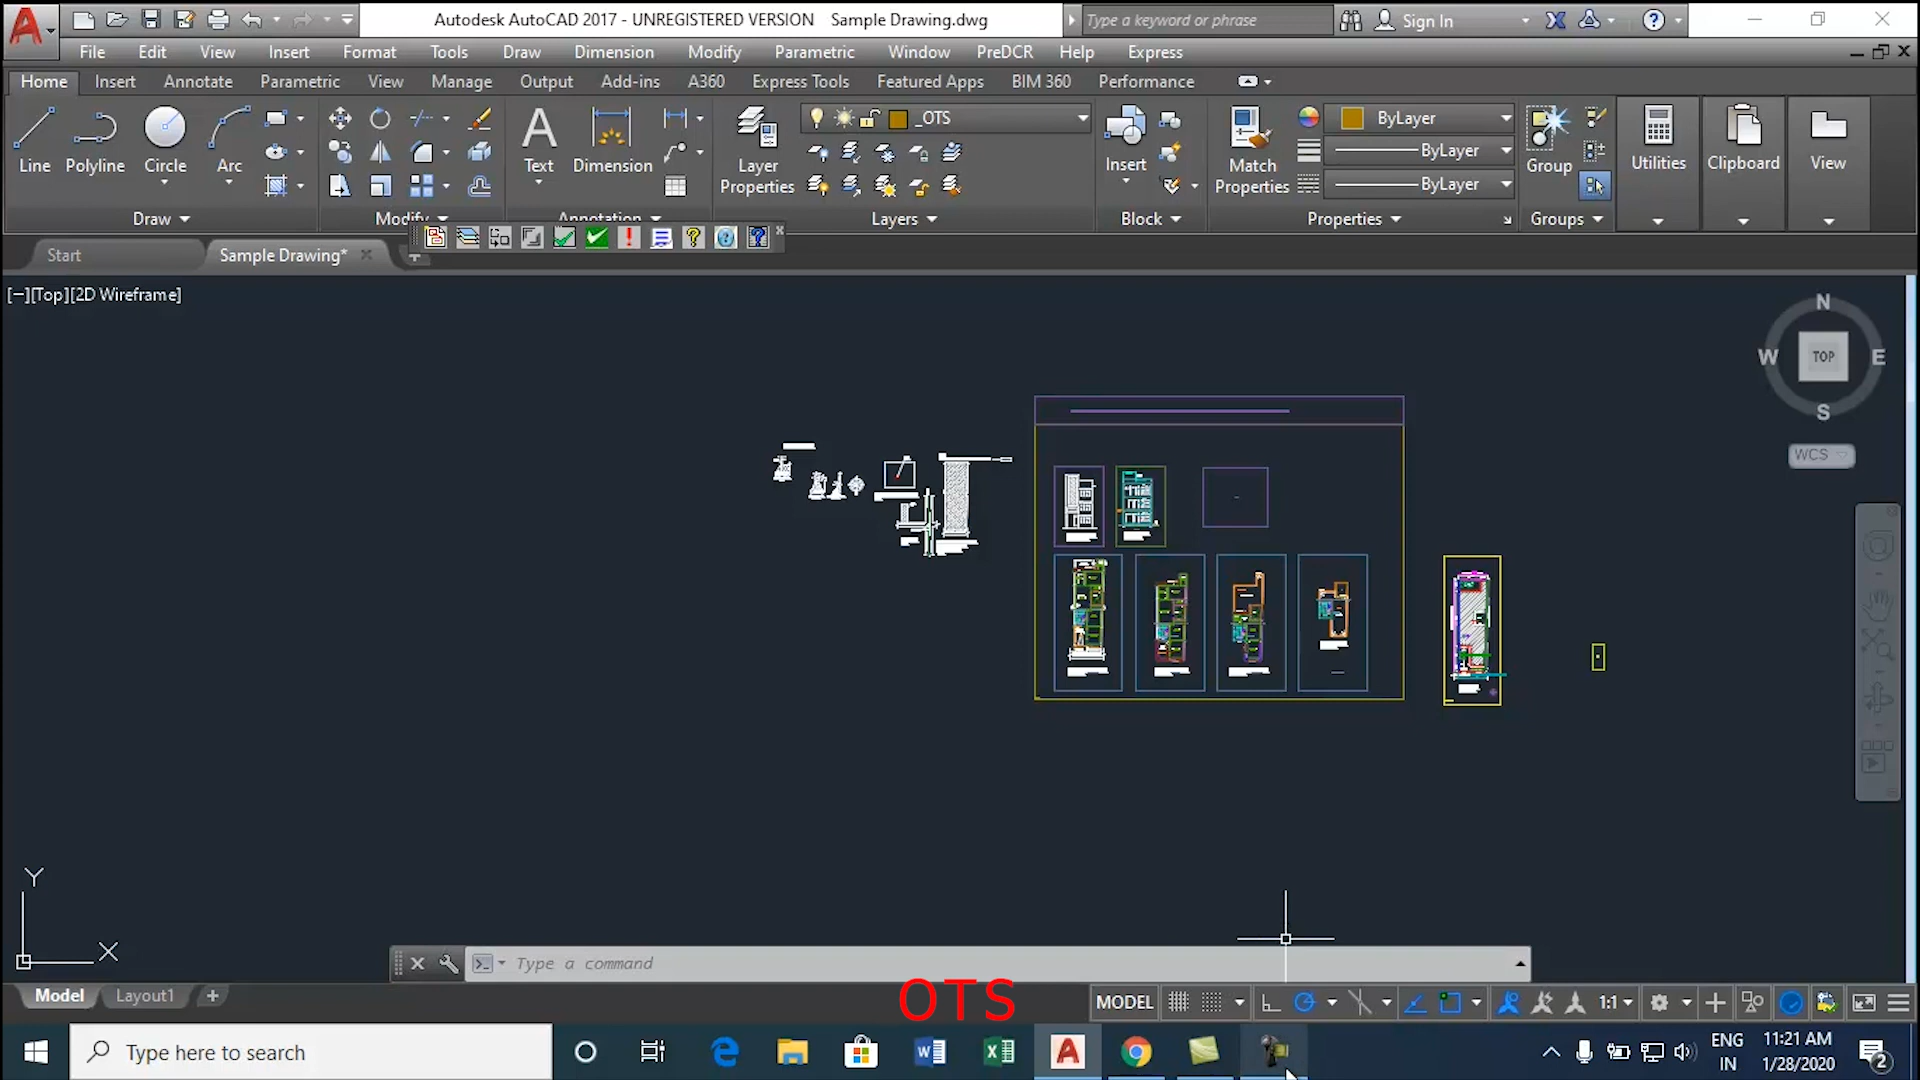 Autodesk AutoCAD 2017 - UNREGISTERED VERSION Sample Drawing.dwg
Type a keyword or phrase
Sign In
File Edit View Insert Format Tools Draw Dimension Modify Parametric Window PreDCR Help Express
Home Insert Annotate Parametric View Manage Output Add-ins A360 Express Tools Featured Apps BIM 360 Performance
_OTS
ByLayer
ByLayer
ByLayer
Line Polyline Circle Arc
Text Dimension
Layer Properties
Insert
Match Properties
Group
Utilities
Clipboard
View
Draw Modify Annotation Layers Block Properties Groups
Start Sample Drawing*
[−][Top][2D Wireframe]
N
W TOP E
S
WCS
Y
X
Type a command
Model Layout1
OTS
MODEL
1:1
Type here to search
ENG
IN
11:21 AM
1/28/2020
2